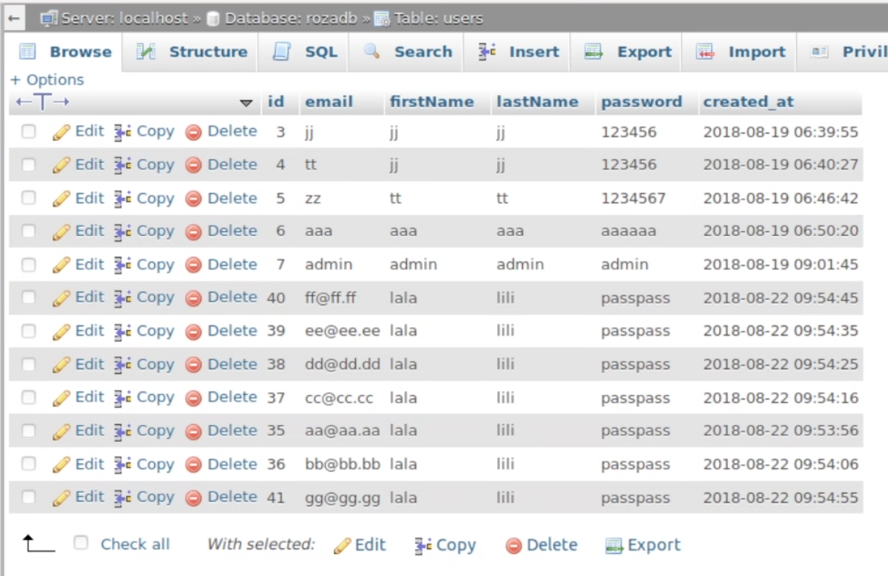 Server: localhost » Database: rozadb » Table: users
Browse Structure SQL Search Insert Export Import Privil
+ Options
id email firstName lastName password created_at
Edit Copy Delete 3 jj jj jj 123456 2018-08-19 06:39:55
Edit Copy Delete 4 tt jj jj 123456 2018-08-19 06:40:27
Edit Copy Delete 5 zz tt tt 1234567 2018-08-19 06:46:42
Edit Copy Delete 6 aaa aaa aaa aaaaaa 2018-08-19 06:50:20
Edit Copy Delete 7 admin admin admin admin 2018-08-19 09:01:45
Edit Copy Delete 40 ff@ff.ff lala lili passpass 2018-08-22 09:54:45
Edit Copy Delete 39 ee@ee.ee lala lili passpass 2018-08-22 09:54:35
Edit Copy Delete 38 dd@dd.dd lala lili passpass 2018-08-22 09:54:25
Edit Copy Delete 37 cc@cc.cc lala lili passpass 2018-08-22 09:54:16
Edit Copy Delete 35 aa@aa.aa lala lili passpass 2018-08-22 09:53:56
Edit Copy Delete 36 bb@bb.bb lala lili passpass 2018-08-22 09:54:06
Edit Copy Delete 41 gg@gg.gg lala lili passpass 2018-08-22 09:54:55
Check all With selected: Edit Copy Delete Export